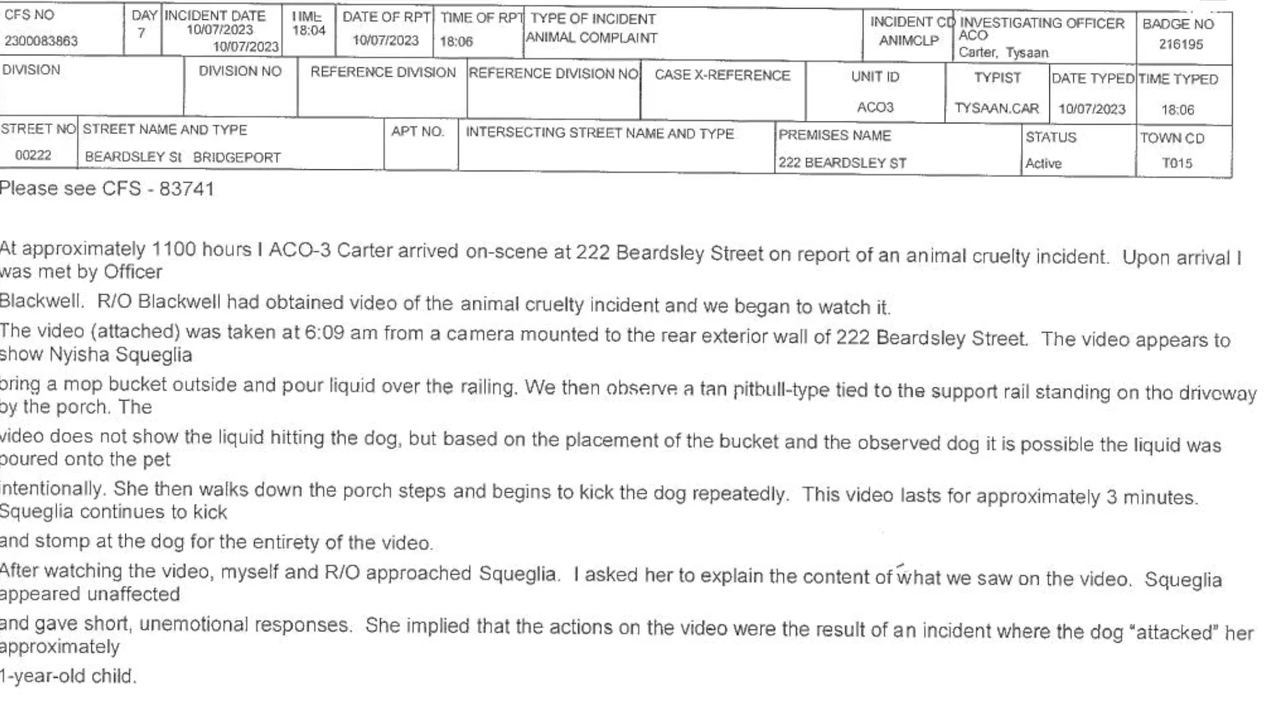 CFS NO
2300083863
DAY
7
INCIDENT DATE
10/07/2023
10/07/2023
TIME
18:04
DATE OF RPT
10/07/2023
TIME OF RPT
18:06
TYPE OF INCIDENT
ANIMAL COMPLAINT
INCIDENT CD
ANIMCLP
INVESTIGATING OFFICER
ACO
Carter, Tysaan
BADGE NO
216195
DIVISION
DIVISION NO
REFERENCE DIVISION
REFERENCE DIVISION NO
CASE X-REFERENCE
UNIT ID
ACO3
TYPIST
TYSAAN.CAR
DATE TYPED
10/07/2023
TIME TYPED
18:06
STREET NO
00222
STREET NAME AND TYPE
BEARDSLEY St BRIDGEPORT
APT NO.
INTERSECTING STREET NAME AND TYPE
PREMISES NAME
222 BEARDSLEY ST
STATUS
Active
TOWN CD
T015
Please see CFS - 83741
At approximately 1100 hours I ACO-3 Carter arrived on-scene at 222 Beardsley Street on report of an animal cruelty incident. Upon arrival I
was met by Officer
Blackwell. R/O Blackwell had obtained video of the animal cruelty incident and we began to watch it.
The video (attached) was taken at 6:09 am from a camera mounted to the rear exterior wall of 222 Beardsley Street. The video appears to
show Nyisha Squeglia
bring a mop bucket outside and pour liquid over the railing. We then observe a tan pitbull-type tied to the support rail standing on the driveway
by the porch. The
video does not show the liquid hitting the dog, but based on the placement of the bucket and the observed dog it is possible the liquid was
poured onto the pet
intentionally. She then walks down the porch steps and begins to kick the dog repeatedly. This video lasts for approximately 3 minutes.
Squeglia continues to kick
and stomp at the dog for the entirety of the video.
After watching the video, myself and R/O approached Squeglia. I asked her to explain the content of what we saw on the video. Squeglia
appeared unaffected
and gave short, unemotional responses. She implied that the actions on the video were the result of an incident where the dog "attacked" her
approximately
1-year-old child.